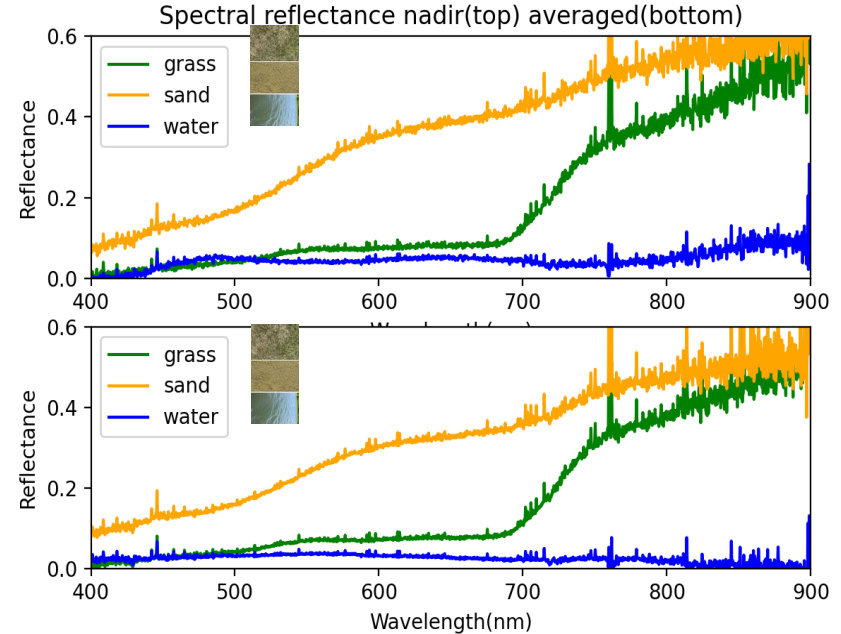 Spectral reflectance nadir(top) averaged(bottom)
0.6
0.4
0.2
0.0
Reflectance
grass
sand
water
400 500 600 700 800 900
0.6
0.4
0.2
0.0
Reflectance
grass
sand
water
400 500 600 700 800 900
Wavelength(nm)